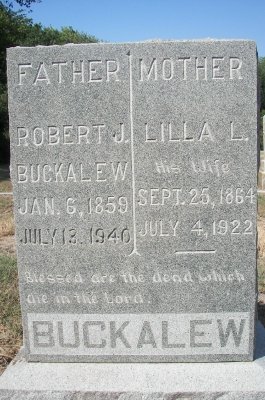 FATHER
ROBERT J.
BUCKALEW
JAN. 6, 1859
JULY 13, 1940
MOTHER
LILLA L.
His Wife
SEPT. 25, 1864
JULY 4, 1922
Blessed are the dead which
die in the Lord.
BUCKALEW